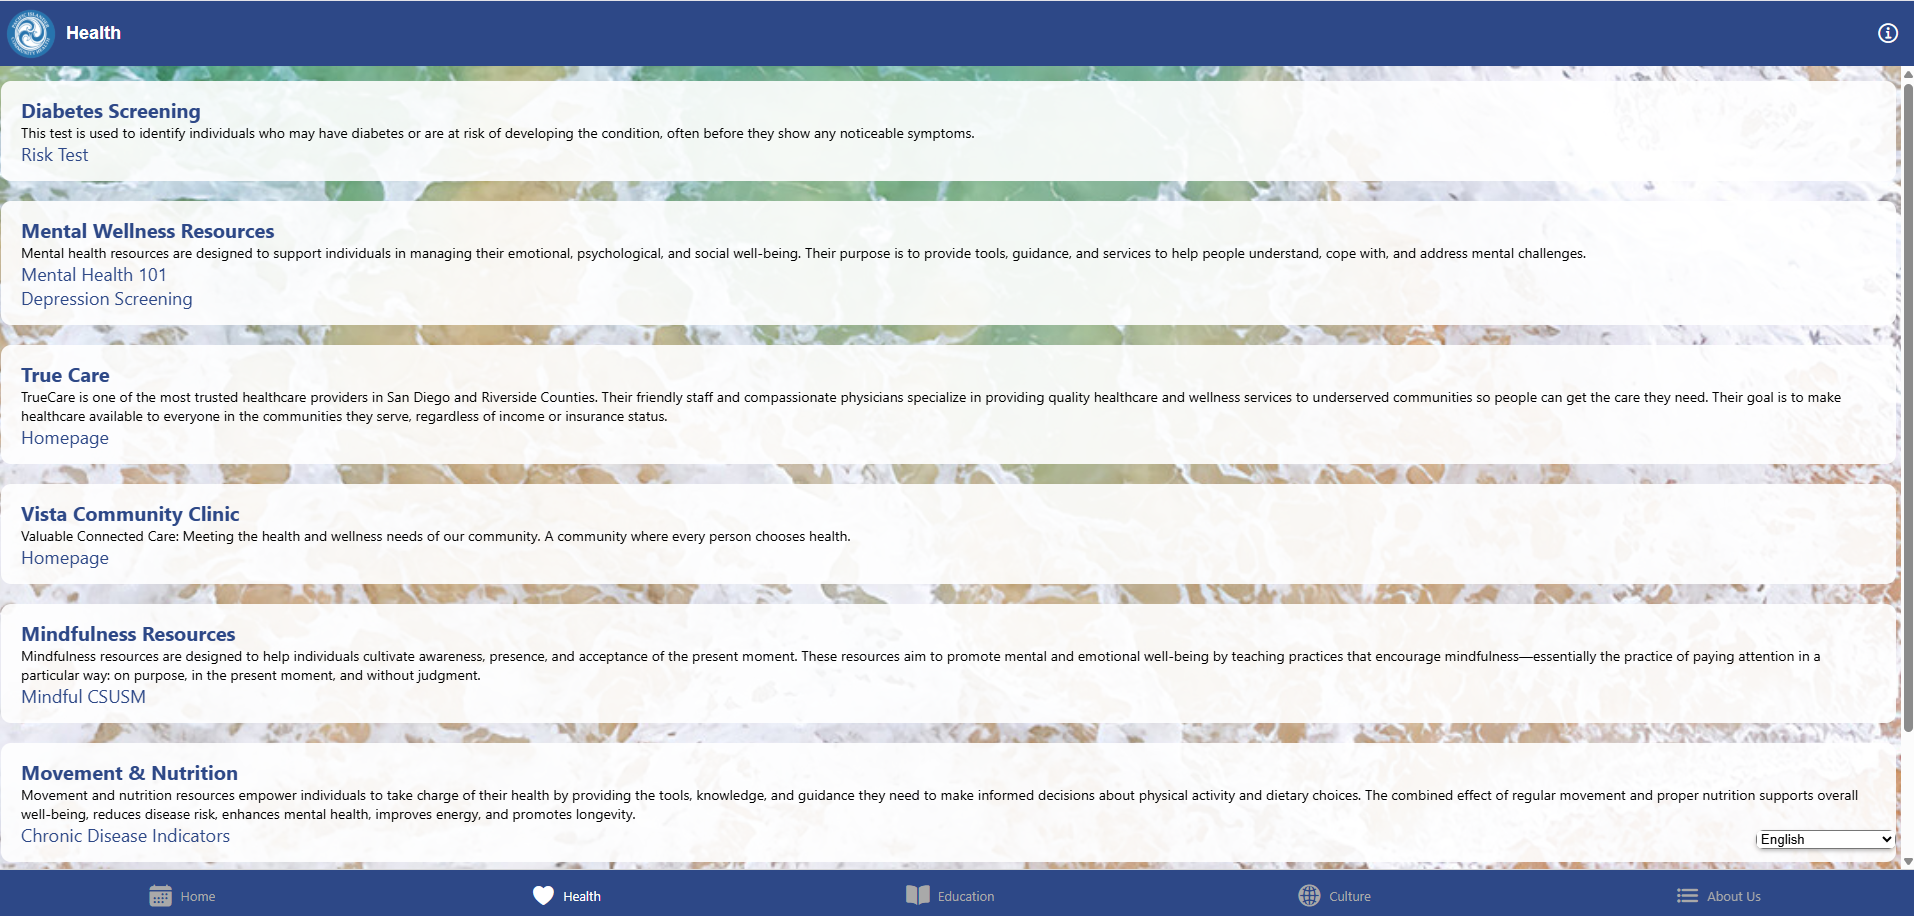 Health
Diabetes Screening
This test is used to identify individuals who may have diabetes or are at risk of developing the condition, often before they show any noticeable symptoms.
Risk Test
Mental Wellness Resources
Mental health resources are designed to support individuals in managing their emotional, psychological, and social well-being. Their purpose is to provide tools, guidance, and services to help people understand, cope with, and address mental challenges.
Mental Health 101
Depression Screening
True Care
TrueCare is one of the most trusted healthcare providers in San Diego and Riverside Counties. Their friendly staff and compassionate physicians specialize in providing quality healthcare and wellness services to underserved communities so people can get the care they need. Their goal is to make
healthcare available to everyone in the communities they serve, regardless of income or insurance status.
Homepage
Vista Community Clinic
Valuable Connected Care: Meeting the health and wellness needs of our community. A community where every person chooses health.
Homepage
Mindfulness Resources
Mindfulness resources are designed to help individuals cultivate awareness, presence, and acceptance of the present moment. These resources aim to promote mental and emotional well-being by teaching practices that encourage mindfulness—essentially the practice of paying attention in a
particular way: on purpose, in the present moment, and without judgment.
Mindful CSUSM
Movement & Nutrition
Movement and nutrition resources empower individuals to take charge of their health by providing the tools, knowledge, and guidance they need to make informed decisions about physical activity and dietary choices. The combined effect of regular movement and proper nutrition supports overall
well-being, reduces disease risk, enhances mental health, improves energy, and promotes longevity.
Chronic Disease Indicators
English
Home
Health
Education
Culture
About Us